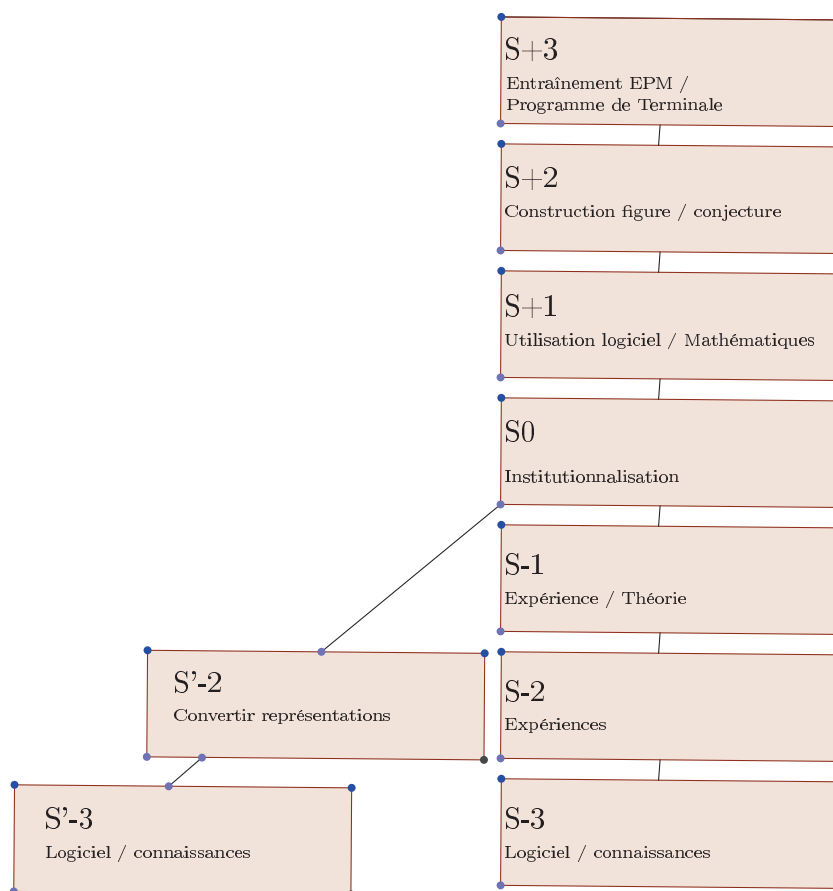 S+3
Entraînement EPM /
Programme de Terminale
S+2
Construction figure / conjecture
S+1
Utilisation logiciel / Mathématiques
S0
Institutionnalisation
S-1
Expérience / Théorie
S'-2
Convertir représentations
S-2
Expériences
S'-3
Logiciel / connaissances
S-3
Logiciel / connaissances